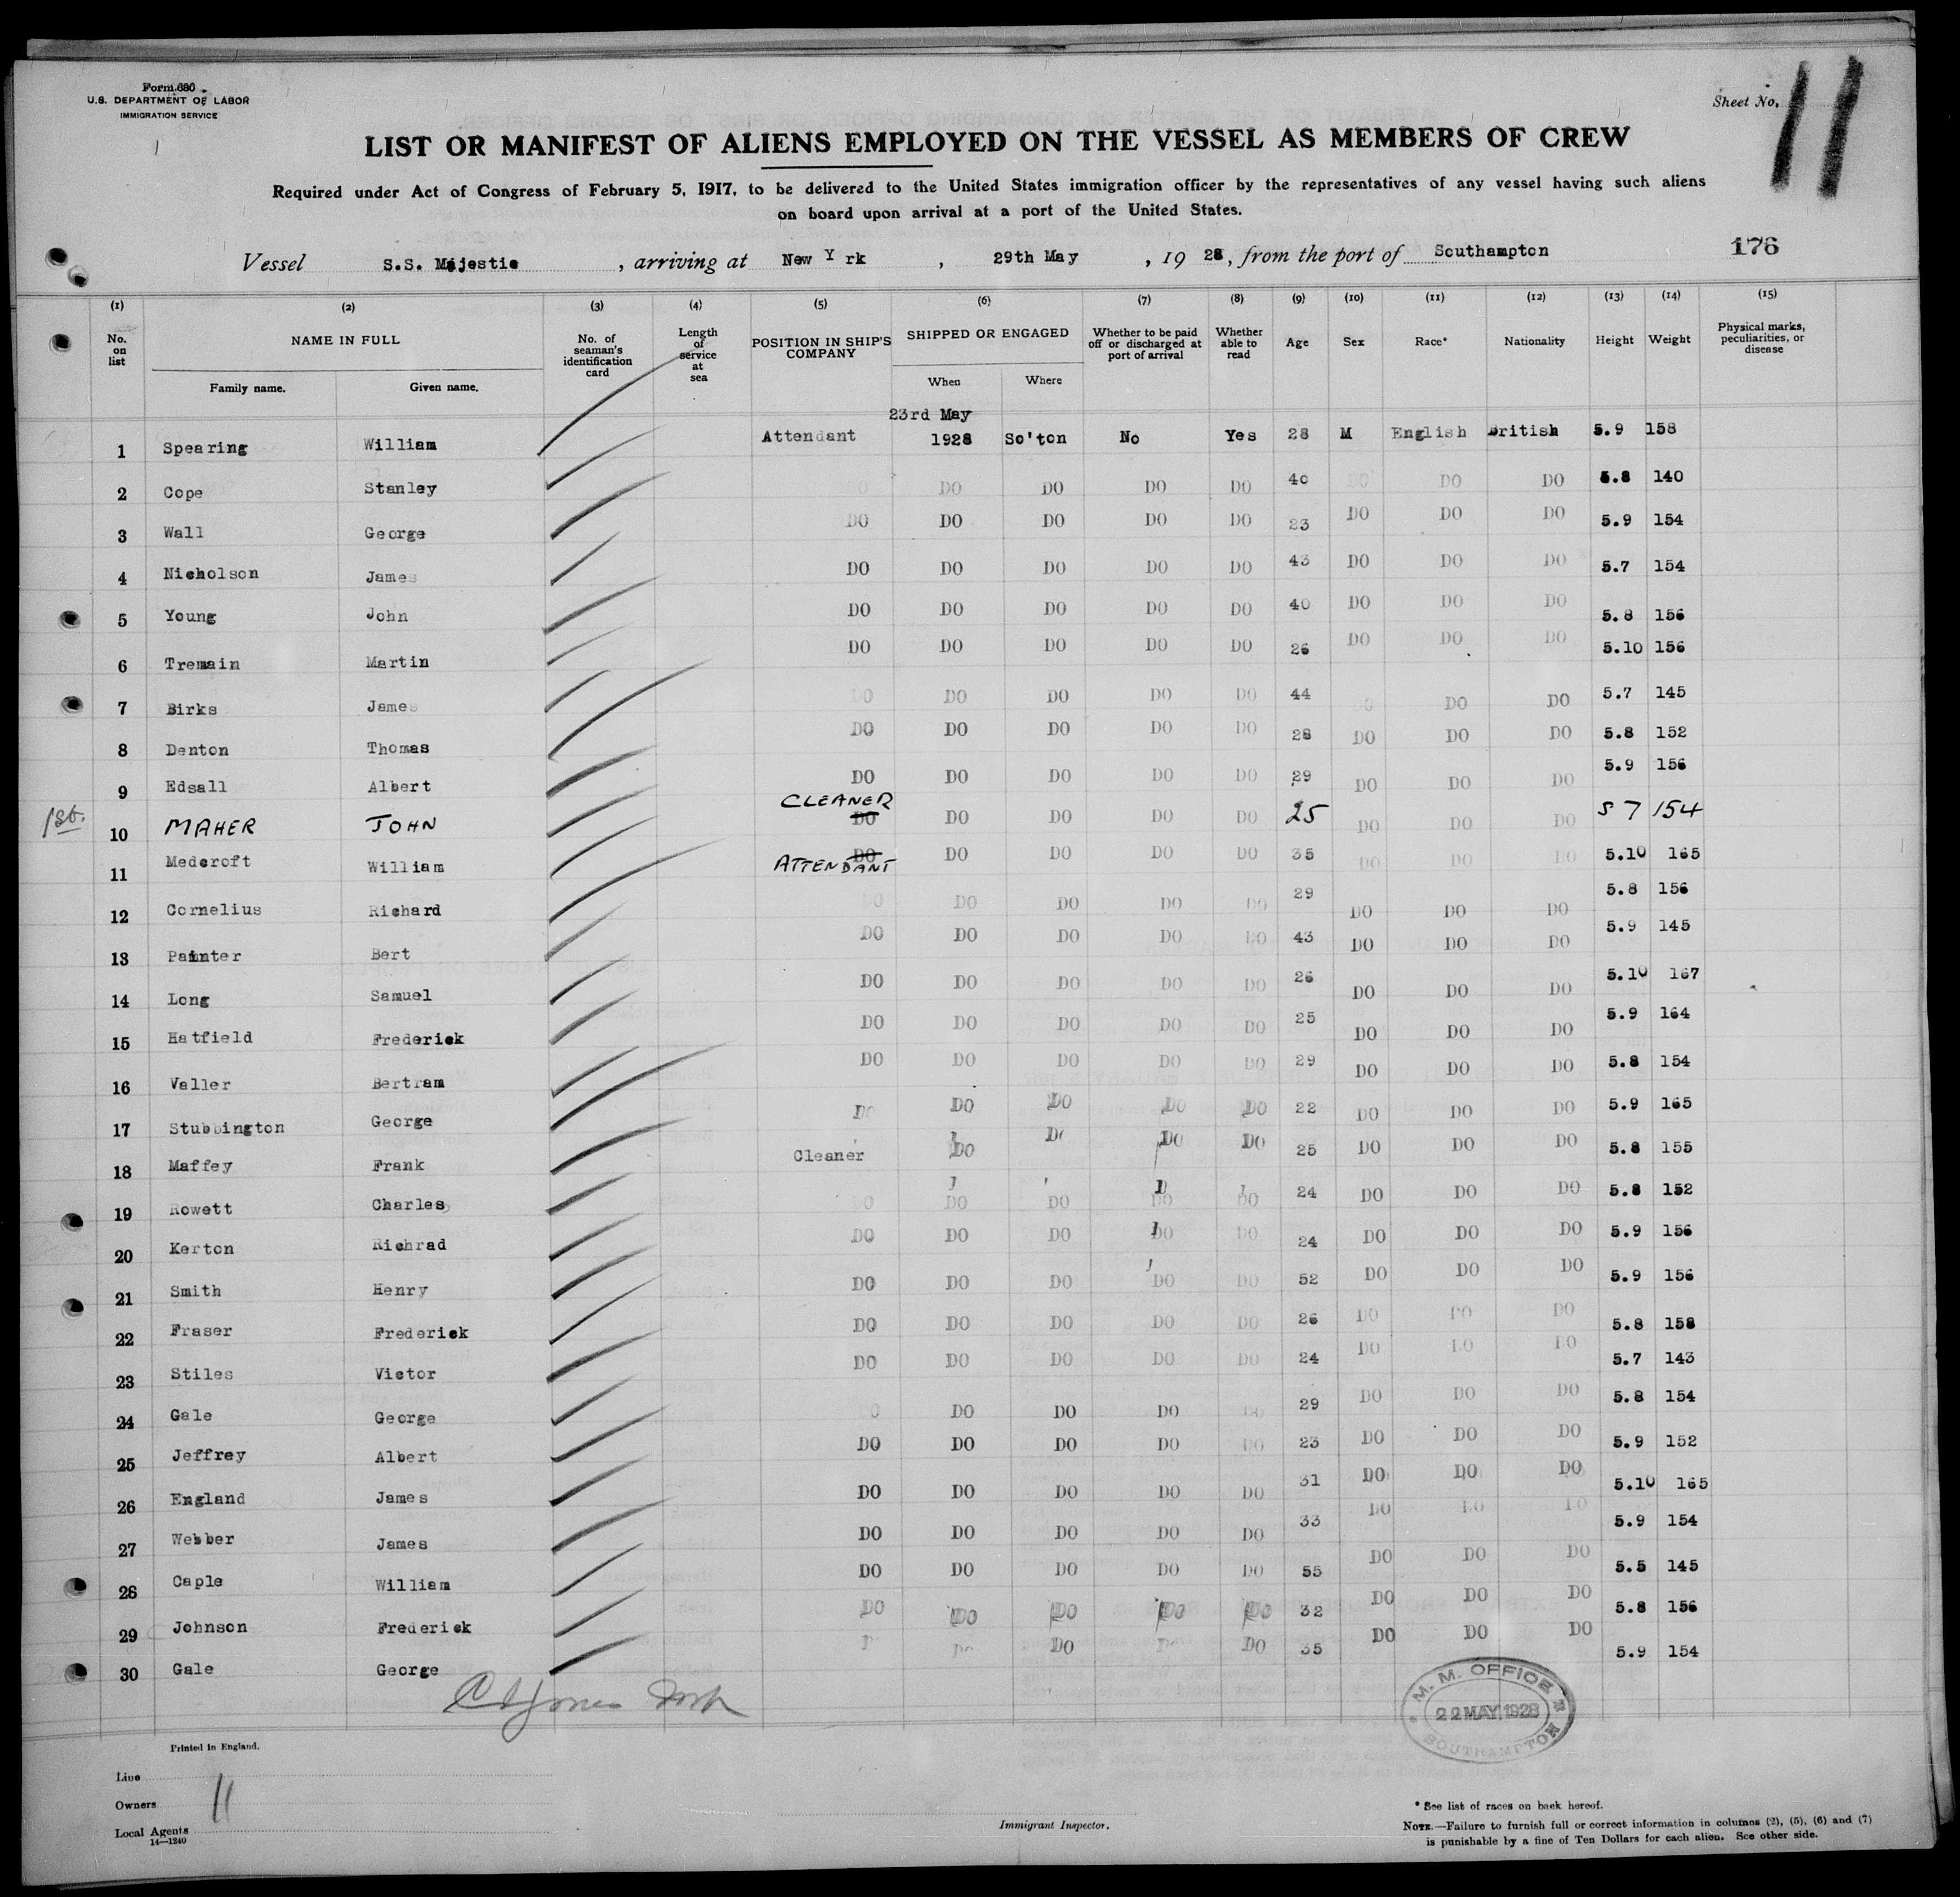 Form 680
U.S. DEPARTMENT OF LABOR
IMMIGRATION SERVICE
Sheet No. 11
LIST OR MANIFEST OF ALIENS EMPLOYED ON THE VESSEL AS MEMBERS OF CREW
Required under Act of Congress of February 5, 1917, to be delivered to the United States immigration officer by the representatives of any vessel having such aliens
on board upon arrival at a port of the United States.
Vessel S.S. Majestic, arriving at New Y rk, 29th May, 19 28, from the port of Southampton 176
(1) (2) (3) (4) (5) (6) (7) (8) (9) (10) (11) (12) (13) (14) (15)
No. on list NAME IN FULL No. of seaman's identification card Length of service at sea POSITION IN SHIP'S COMPANY SHIPPED OR ENGAGED Whether to be paid off or discharged at port of arrival Whether able to read Age Sex Race* Nationality Height Weight Physical marks, peculiarities, or disease
Family name. Given name. When Where
23rd May
1 Spearing William Attendant 1928 So'ton No Yes 28 M English British 5.9 158
2 Cope Stanley DO DO DO DO DO 40 DO DO DO 5.8 140
3 Wall George DO DO DO DO DO 23 DO DO DO 5.9 154
4 Nicholson James DO DO DO DO DO 43 DO DO DO 5.7 154
5 Young John DO DO DO DO DO 40 DO DO DO 5.8 156
6 Tremain Martin DO DO DO DO DO 26 DO DO DO 5.10 156
7 Birks James DO DO DO DO DO 44 DO DO DO 5.7 145
8 Denton Thomas DO DO DO DO DO 28 DO DO DO 5.8 152
9 Edsall Albert DO DO DO DO DO 29 DO DO DO 5.9 156
1st. 10 MAHER JOHN CLEANER DO DO DO DO DO 25 DO DO DO 5 7 154
11 Medcroft William DO ATTENDANT DO DO DO DO 35 DO DO DO 5.10 165
12 Cornelius Richard DO DO DO DO DO 29 DO DO DO 5.8 156
13 Painter Bert DO DO DO DO DO 43 DO DO DO 5.9 145
14 Long Samuel DO DO DO DO DO 26 DO DO DO 5.10 167
15 Hatfield Frederick DO DO DO DO DO 25 DO DO DO 5.9 164
16 Valler Bertram DO DO DO DO DO 29 DO DO DO 5.8 154
17 Stubbington George DO DO DO DO DO 22 DO DO DO 5.9 165
18 Maffey Frank Cleaner DO DO DO DO 25 DO DO DO 5.8 155
19 Rowett Charles DO DO DO DO DO 24 DO DO DO 5.8 152
20 Kerton Richrad DO DO DO DO DO 24 DO DO DO 5.9 156
21 Smith Henry DO DO DO DO DO 52 DO DO DO 5.9 156
22 Fraser Frederick DO DO DO DO DO 26 DO DO DO 5.8 158
23 Stiles Victor DO DO DO DO DO 24 DO DO DO 5.7 143
24 Gale George DO DO DO DO DO 29 DO DO DO 5.8 154
25 Jeffrey Albert DO DO DO DO DO 23 DO DO DO 5.9 152
26 England James DO DO DO DO DO 31 DO DO DO 5.10 165
27 Webber James DO DO DO DO DO 33 DO DO DO 5.9 154
28 Caple William DO DO DO DO DO 55 DO DO DO 5.5 145
29 Johnson Frederick DO DO DO DO DO 32 DO DO DO 5.8 156
30 Gale George DO DO DO DO DO 35 DO DO DO 5.9 154
M. M. OFFICE
22 MAY 1928
SOUTHAMPTON
Printed in England.
Line
Owners 11
Local Agents
14—1240
Immigrant Inspector.
* See list of races on back hereof.
NOTE.—Failure to furnish full or correct information in columns (2), (5), (6) and (7)
is punishable by a fine of Ten Dollars for each alien. See other side.